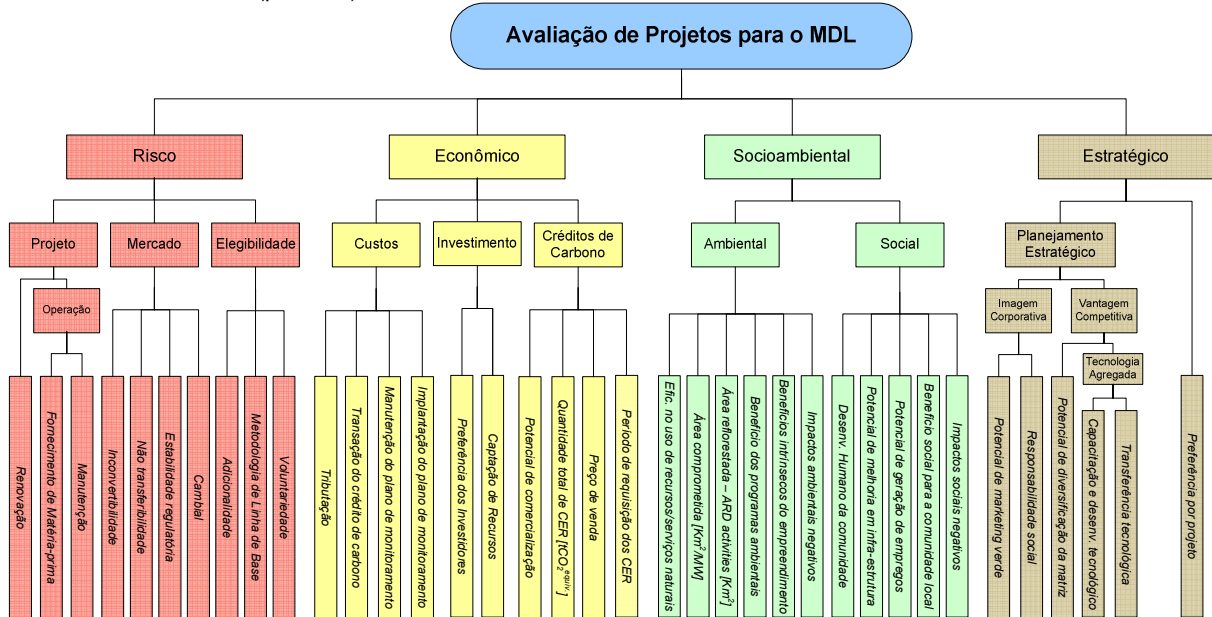 Avaliação de Projetos para o MDL
Risco
Econômico
Socioambiental
Estratégico
Projeto
Mercado
Elegibilidade
Custos
Investimento
Créditos de
Carbono
Ambiental
Social
Planejamento
Estratégico
Operação
Imagem
Corporativa
Vantagem
Competitiva
Tecnologia
Agregada
Renovação
Fornecimento de Matéria-prima
Manutenção
Inconvertibilidade
Não transferibilidade
Estabilidade regulatória
Cambial
Adicionalidade
Metodologia de Linha de Base
Voluntariedade
Tributação
Transação do crédito de carbono
Manutenção do plano de monitoramento
Implantação do plano de monitoramento
Preferência dos Investidores
Captação de Recursos
Potencial de comercialização
Quantidade total de CER [tCO₂ᵉᑫᵘⁱᵛ·]
Preço de venda
Período de requisição dos CER
Efic. no uso de recursos/serviços naturais
Área comprometida [Km²/MW]
Área reflorestada – ARD activities [Km²]
Benefício dos programas ambientais
Benefícios intrínsecos do empreendimento
Impactos ambientais negativos
Desenv. Humano da comunidade
Potencial de melhoria em infra-estrutura
Potencial de geração de empregos
Benefício social para a comunidade local
Impactos sociais negativos
Potencial de marketing verde
Responsabilidade social
Potencial de diversificação da matriz
Capacitação e desenv. tecnológico
Transferência tecnológica
Preferência por projeto